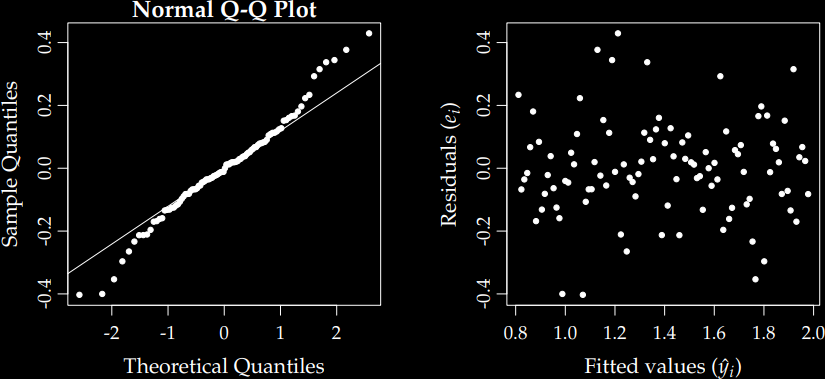 Normal Q-Q Plot
Sample Quantiles
0.4
0.2
0.0
-0.2
-0.4
-2 -1 0 1 2
Theoretical Quantiles
Residuals (eᵢ)
0.4
0.2
0.0
-0.2
-0.4
0.8 1.0 1.2 1.4 1.6 1.8 2.0
Fitted values (ŷᵢ)